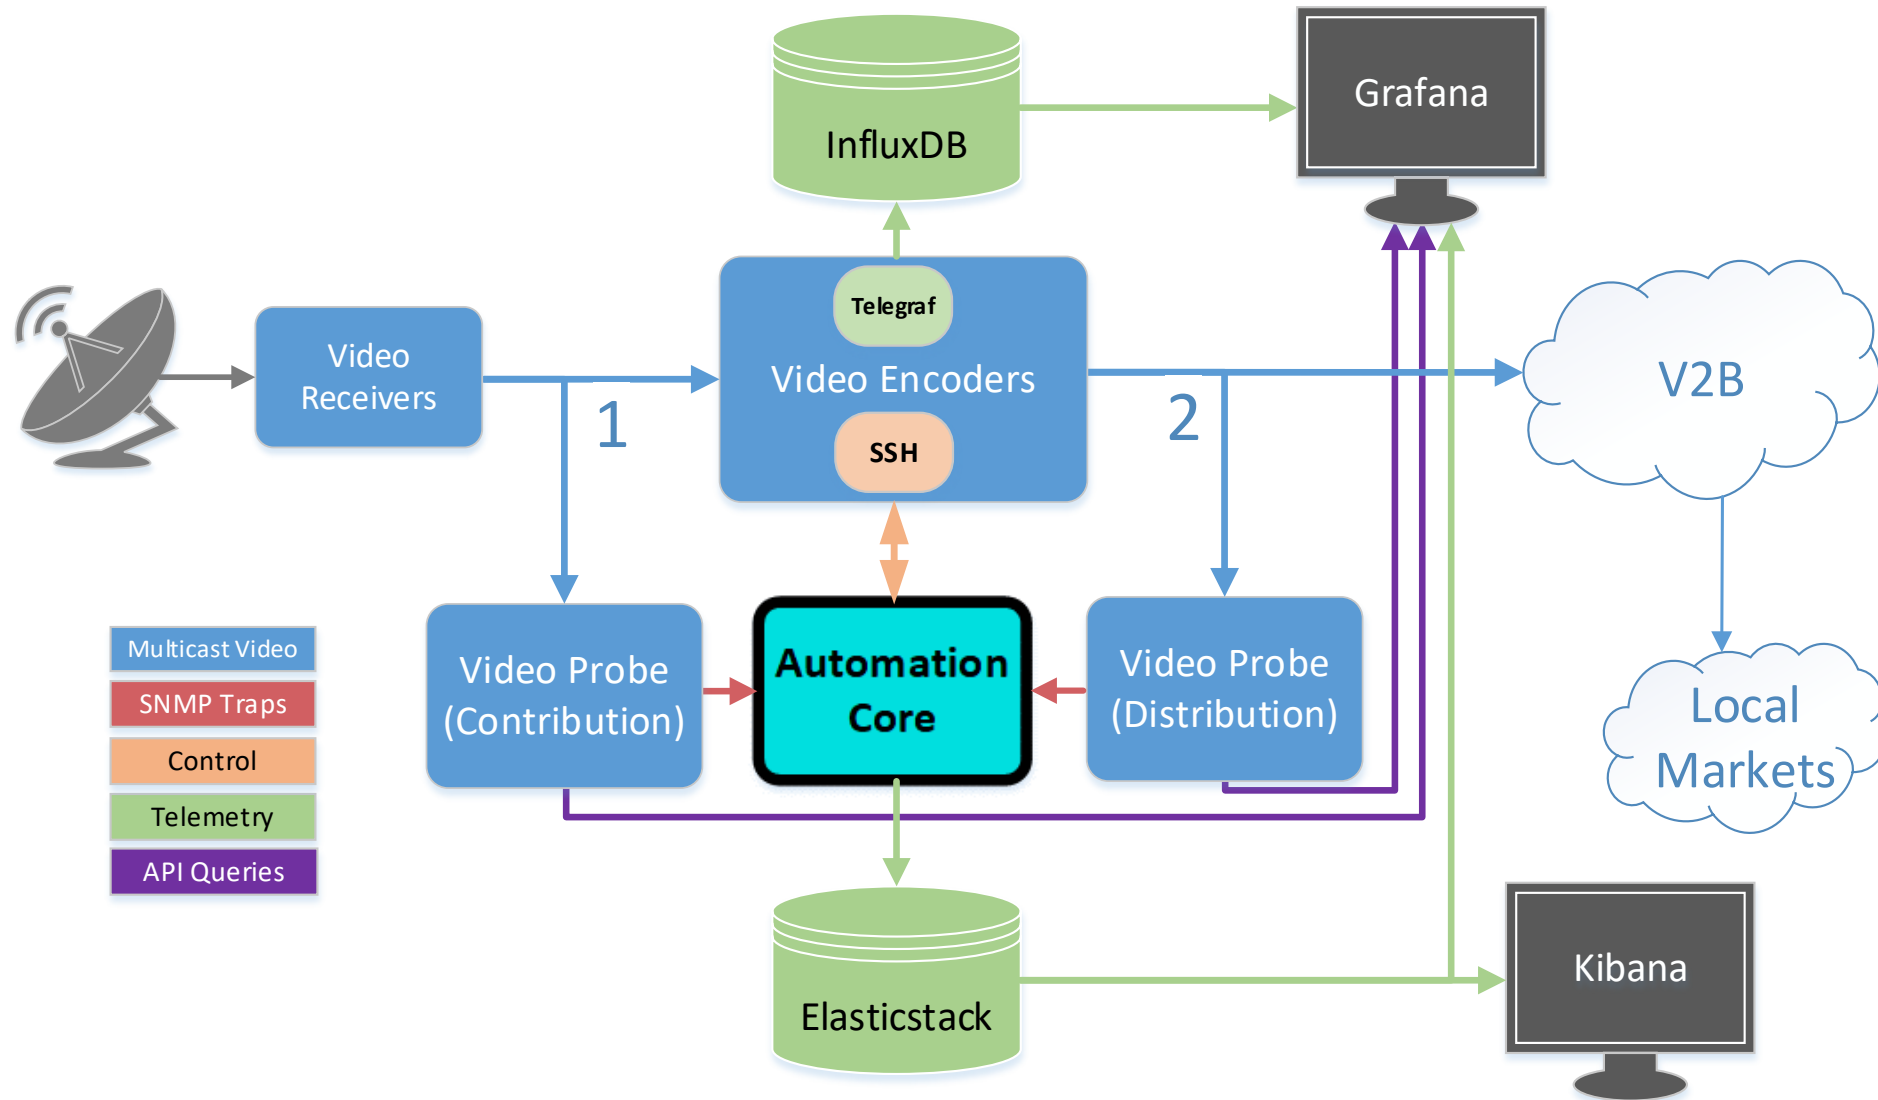 Grafana
InfluxDB
Telegraf
Video
Receivers
Video Encoders
V2B
1
2
SSH
Multicast Video
SNMP Traps
Control
Telemetry
API Queries
Video Probe
(Contribution)
Automation
Core
Video Probe
(Distribution)
Local
Markets
Elasticstack
Kibana